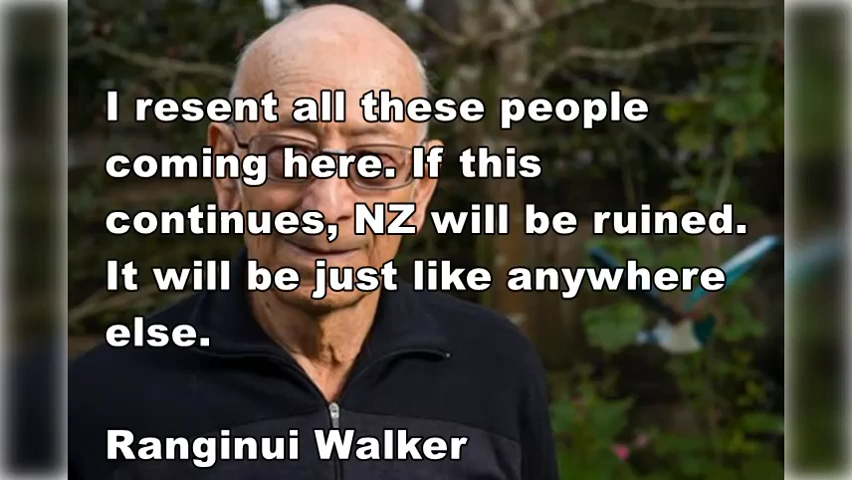 I resent all these people
coming here. If this
continues, NZ will be ruined.
It will be just like anywhere
else.
Ranginui Walker